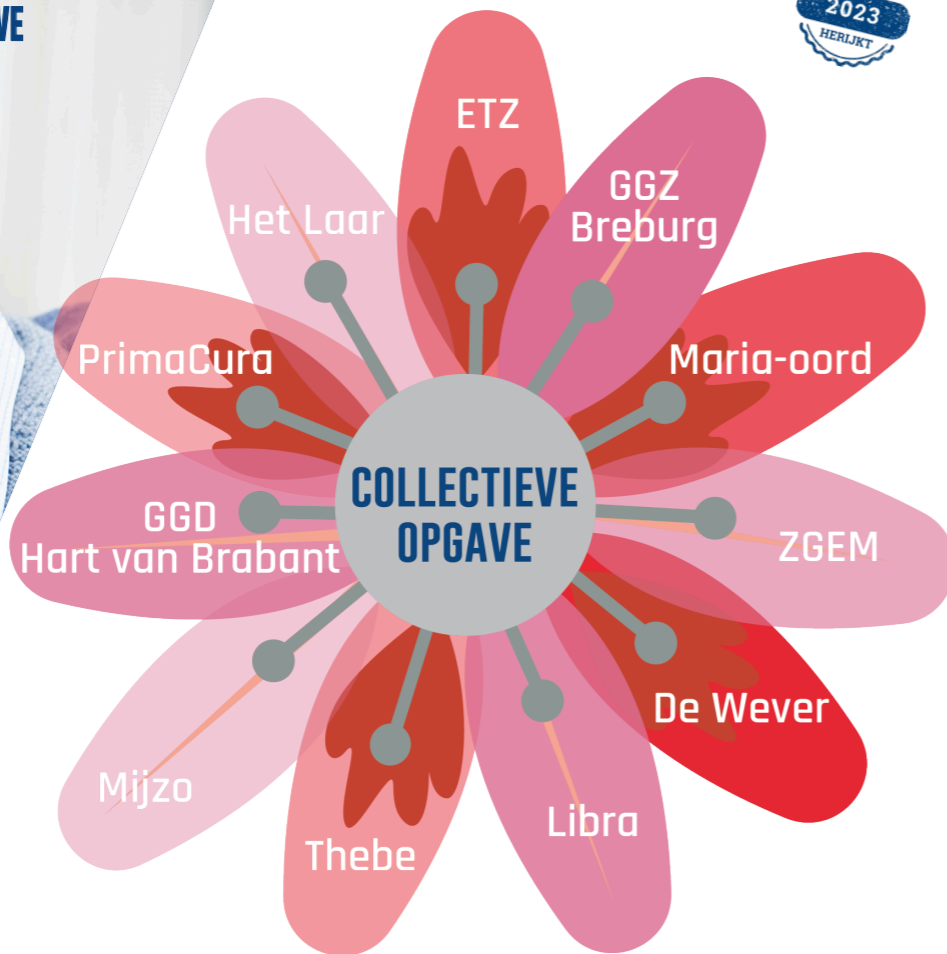 2023
HERIJKT
ETZ
GGZ
Breburg
Het Laar
Maria-oord
PrimaCura
COLLECTIEVE
OPGAVE
GGD
Hart van Brabant
ZGEM
De Wever
Mijzo
Libra
Thebe